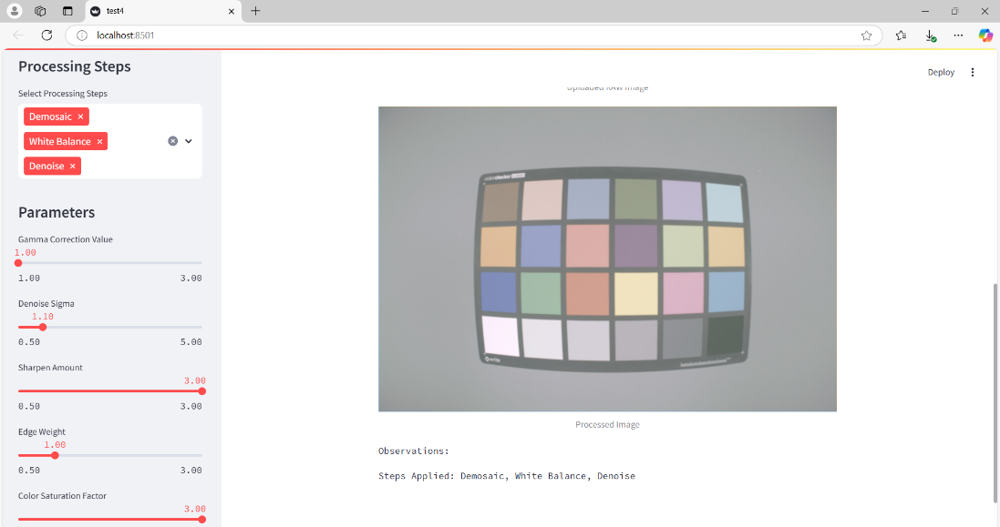 test4
localhost:8501
Processing Steps
Select Processing Steps
Demosaic
White Balance
Denoise
Parameters
Gamma Correction Value
1.00
1.00 3.00
Denoise Sigma
1.10
0.50 5.00
Sharpen Amount
3.00
0.50 3.00
Edge Weight
1.00
0.50 3.00
Color Saturation Factor
3.00
Deploy
Uploaded RAW Image
colorchecker
x-rite
Processed Image
Observations:
Steps Applied: Demosaic, White Balance, Denoise